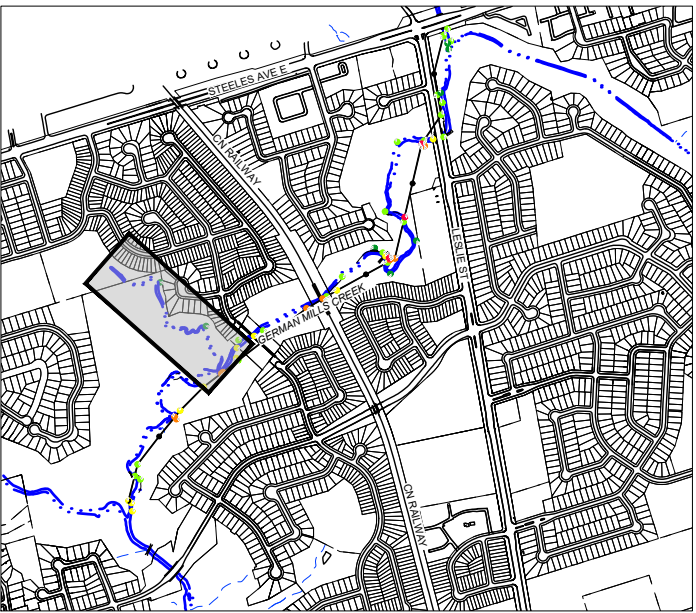 STEELES AVE E
CN RAILWAY
LESLIE ST
GERMAN MILLS CREEK
CN RAILWAY